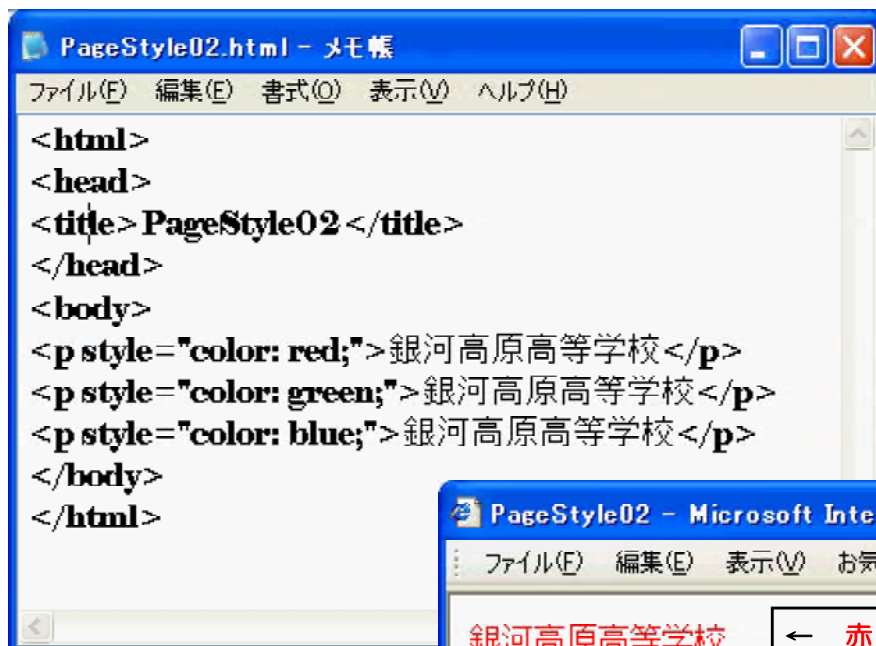 PageStyle02.html - メモ帳
ファイル(F) 編集(E) 書式(O) 表示(V) ヘルプ(H)
<html>
<head>
<title>PageStyle02</title>
</head>
<body>
<p style="color: red;">銀河高原高等学校</p>
<p style="color: green;">銀河高原高等学校</p>
<p style="color: blue;">銀河高原高等学校</p>
</body>
</html>
PageStyle02 - Microsoft Inte
ファイル(F) 編集(E) 表示(V) お気
銀河高原高等学校 ← 赤